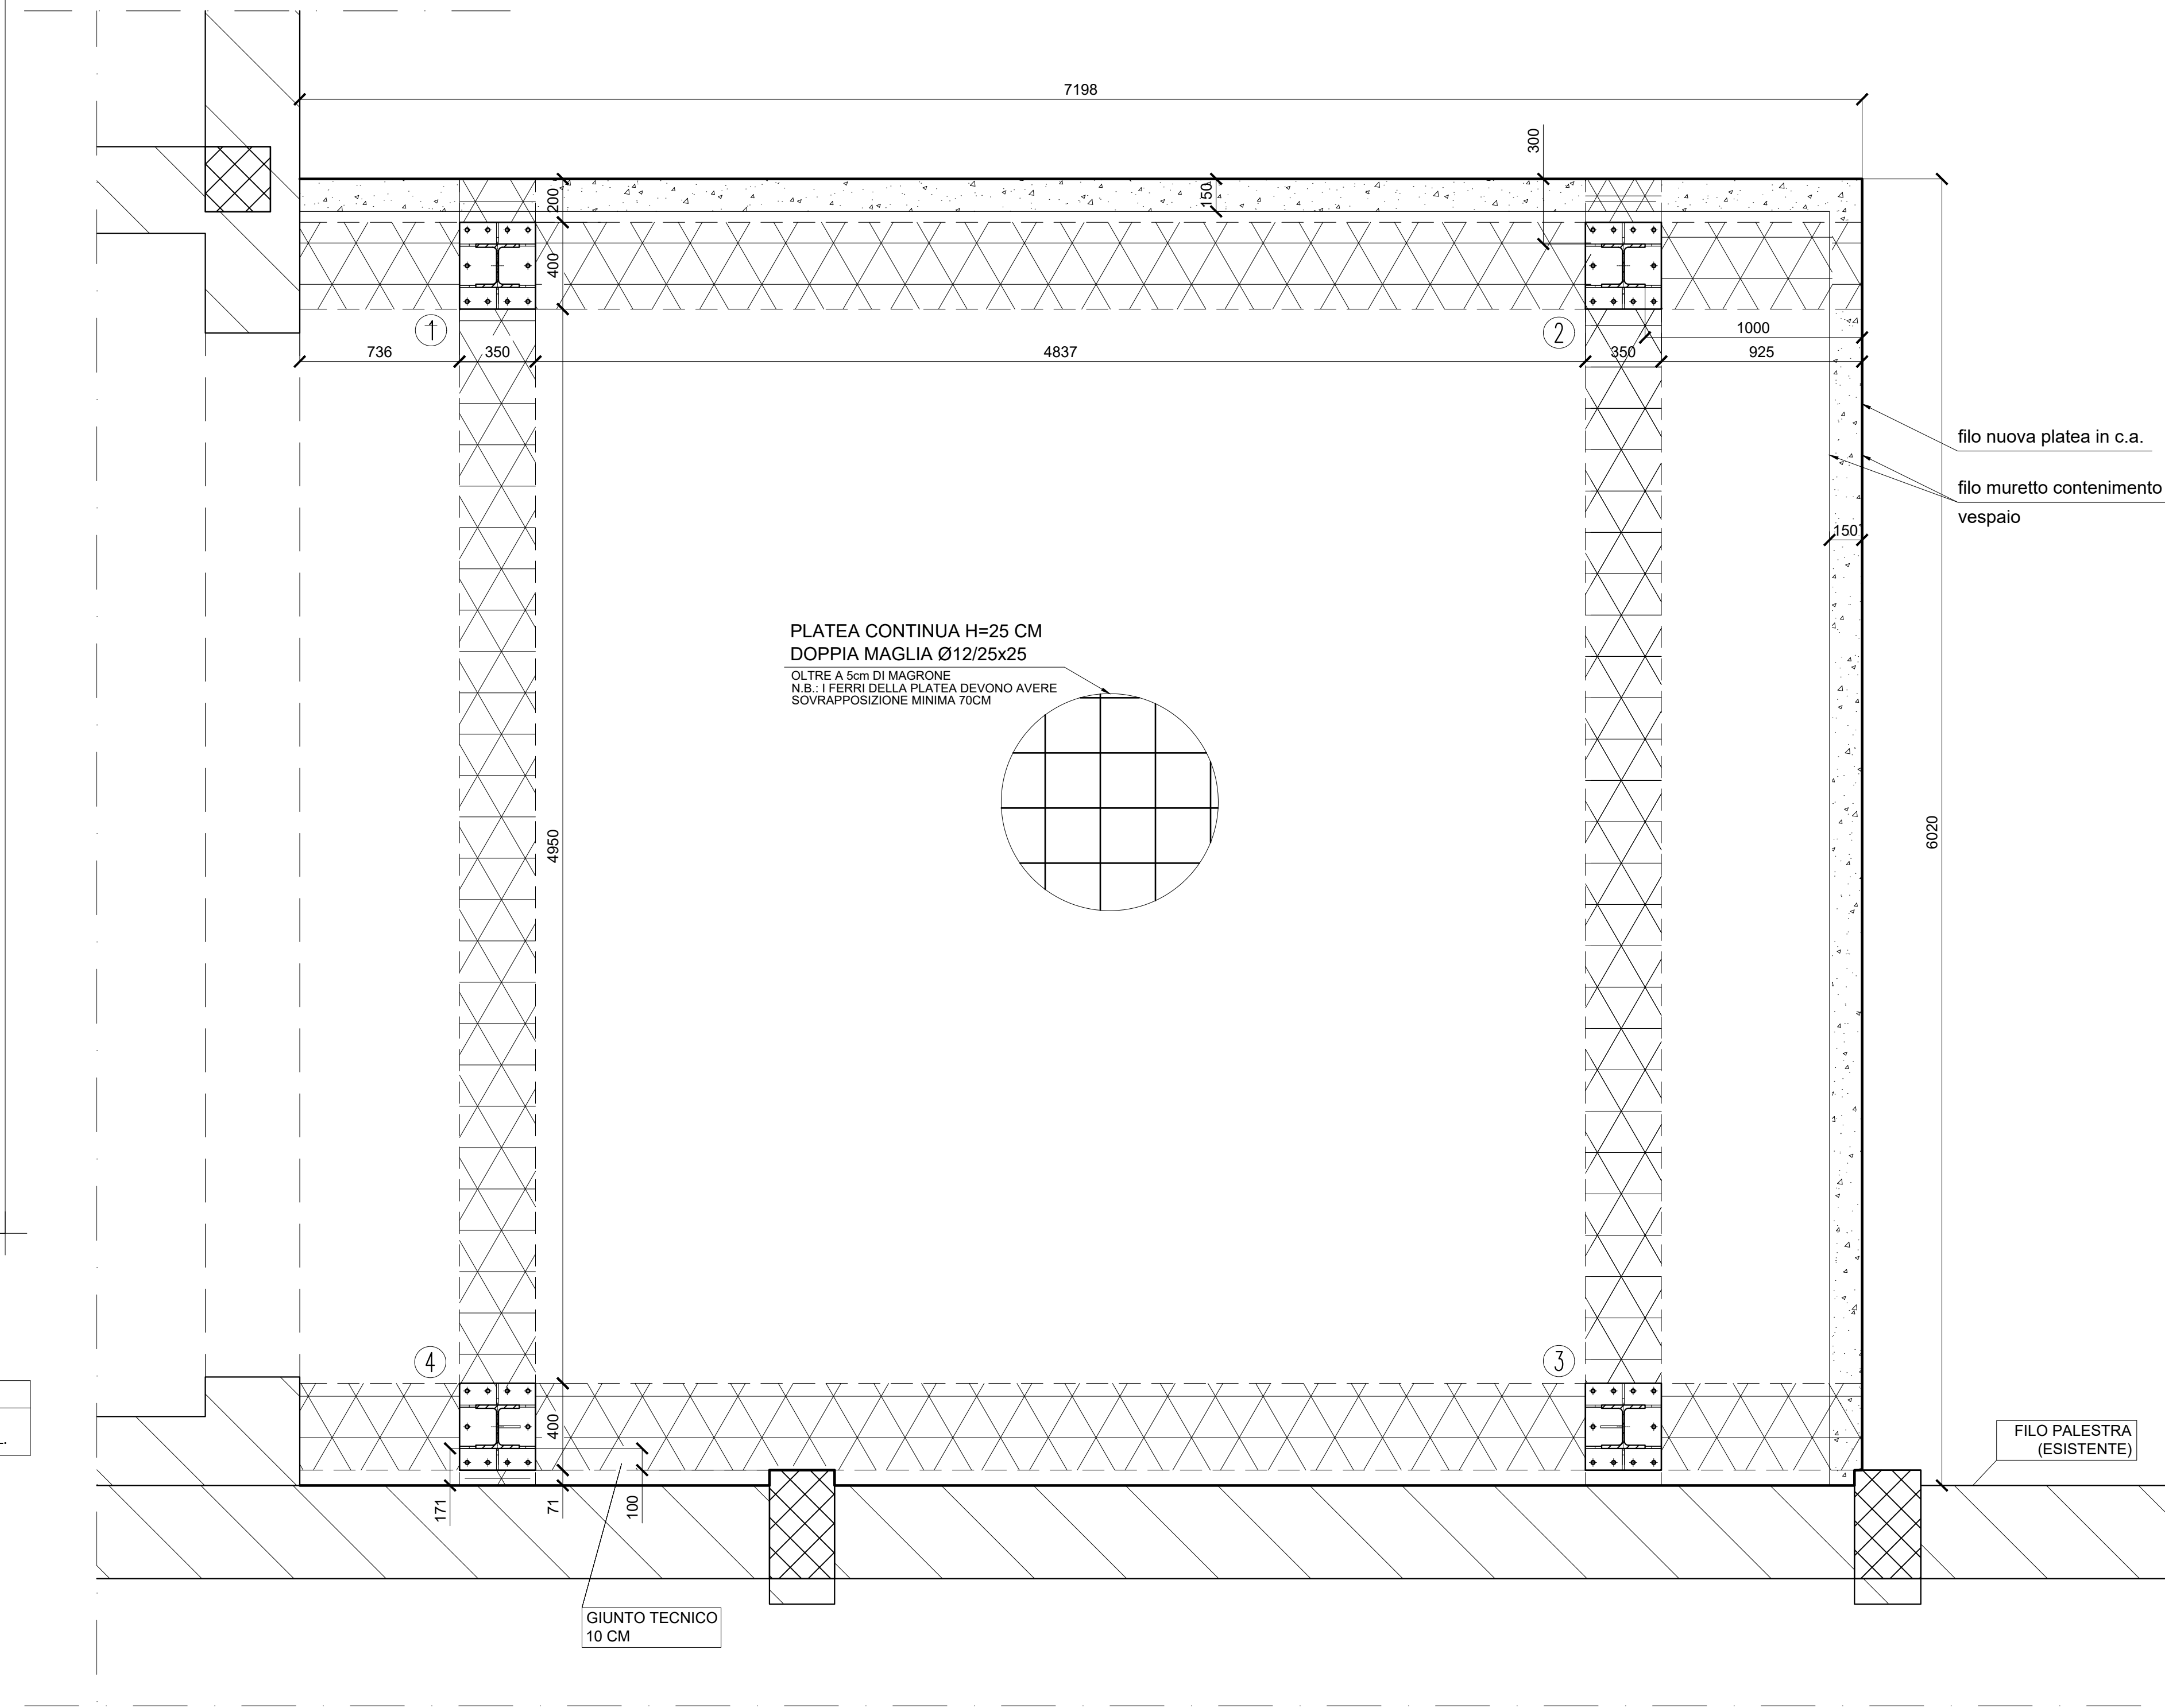 7198
300
200
150
400
1
2
1000
736
350
4837
350
925
filo nuova platea in c.a.
filo muretto contenimento
vespaio
150
PLATEA CONTINUA H=25 CM
DOPPIA MAGLIA Ø12/25x25
OLTRE A 5cm DI MAGRONE
N.B.: I FERRI DELLA PLATEA DEVONO AVERE
SOVRAPPOSIZIONE MINIMA 70CM
4950
6020
4
3
400
FILO PALESTRA
(ESISTENTE)
171
71
100
GIUNTO TECNICO
10 CM